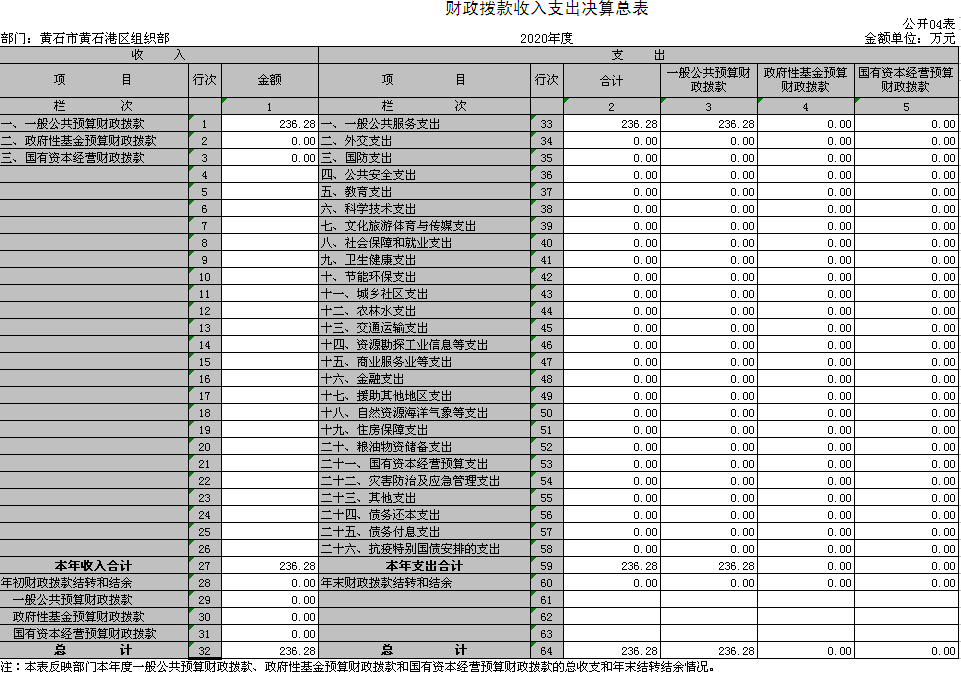 财政拨款收入支出决算总表
公开04表
部门：黄石市黄石港区组织部 2020年度 金额单位：万元
收 入 支 出
项 目 行次 金额 项 目 行次 合计 一般公共预算财政拨款 政府性基金预算财政拨款 国有资本经营预算财政拨款
栏 次 1 栏 次 2 3 4 5
一、一般公共预算财政拨款 1 236.28 一、一般公共服务支出 33 236.28 236.28 0.00 0.00
二、政府性基金预算财政拨款 2 0.00 二、外交支出 34 0.00 0.00 0.00 0.00
三、国有资本经营财政拨款 3 0.00 三、国防支出 35 0.00 0.00 0.00 0.00
4 四、公共安全支出 36 0.00 0.00 0.00 0.00
5 五、教育支出 37 0.00 0.00 0.00 0.00
6 六、科学技术支出 38 0.00 0.00 0.00 0.00
7 七、文化旅游体育与传媒支出 39 0.00 0.00 0.00 0.00
8 八、社会保障和就业支出 40 0.00 0.00 0.00 0.00
9 九、卫生健康支出 41 0.00 0.00 0.00 0.00
10 十、节能环保支出 42 0.00 0.00 0.00 0.00
11 十一、城乡社区支出 43 0.00 0.00 0.00 0.00
12 十二、农林水支出 44 0.00 0.00 0.00 0.00
13 十三、交通运输支出 45 0.00 0.00 0.00 0.00
14 十四、资源勘探工业信息等支出 46 0.00 0.00 0.00 0.00
15 十五、商业服务业等支出 47 0.00 0.00 0.00 0.00
16 十六、金融支出 48 0.00 0.00 0.00 0.00
17 十七、援助其他地区支出 49 0.00 0.00 0.00 0.00
18 十八、自然资源海洋气象等支出 50 0.00 0.00 0.00 0.00
19 十九、住房保障支出 51 0.00 0.00 0.00 0.00
20 二十、粮油物资储备支出 52 0.00 0.00 0.00 0.00
21 二十一、国有资本经营预算支出 53 0.00 0.00 0.00 0.00
22 二十二、灾害防治及应急管理支出 54 0.00 0.00 0.00 0.00
23 二十三、其他支出 55 0.00 0.00 0.00 0.00
24 二十四、债务还本支出 56 0.00 0.00 0.00 0.00
25 二十五、债务付息支出 57 0.00 0.00 0.00 0.00
26 二十六、抗疫特别国债安排的支出 58 0.00 0.00 0.00 0.00
本年收入合计 27 236.28 本年支出合计 59 236.28 236.28 0.00 0.00
年初财政拨款结转和结余 28 0.00 年末财政拨款结转和结余 60 0.00 0.00 0.00 0.00
一般公共预算财政拨款 29 0.00 61
政府性基金预算财政拨款 30 0.00 62
国有资本经营预算财政拨款 31 0.00 63
总 计 32 236.28 总 计 64 236.28 236.28 0.00 0.00
注：本表反映部门本年度一般公共预算财政拨款、政府性基金预算财政拨款和国有资本经营预算财政拨款的总收支和年末结转结余情况。